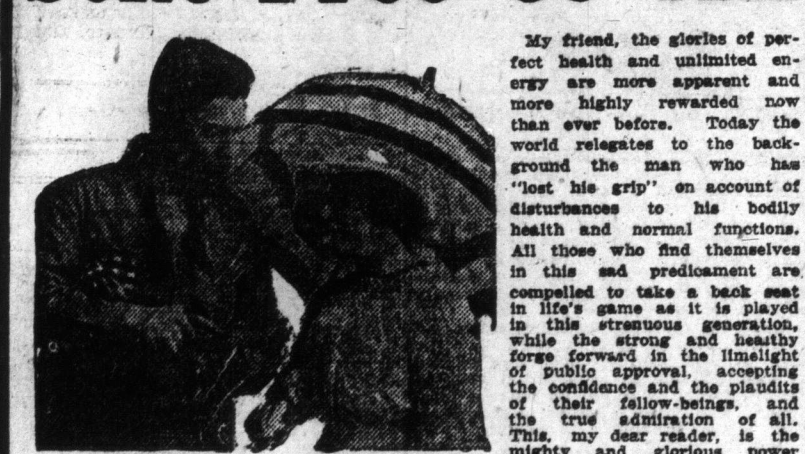 My friend, the glories of per-
fect health and unlimited en-
ergy are more apparent and
more highly rewarded now
than ever before. Today the
world relegates to the back-
ground the man who has
"lost his grip" on account of
disturbances to his bodily
health and normal functions.
All those who find themselves
in this sad predicament are
compelled to take a back seat
in life's game as it is played
in this strenuous generation,
while the strong and healthy
forge forward in the limelight
of public approval, accepting
the confidence and the plaudits
of their fellow-beings, and
the true admiration of all.
This, my dear reader, is the
mighty and glorious power